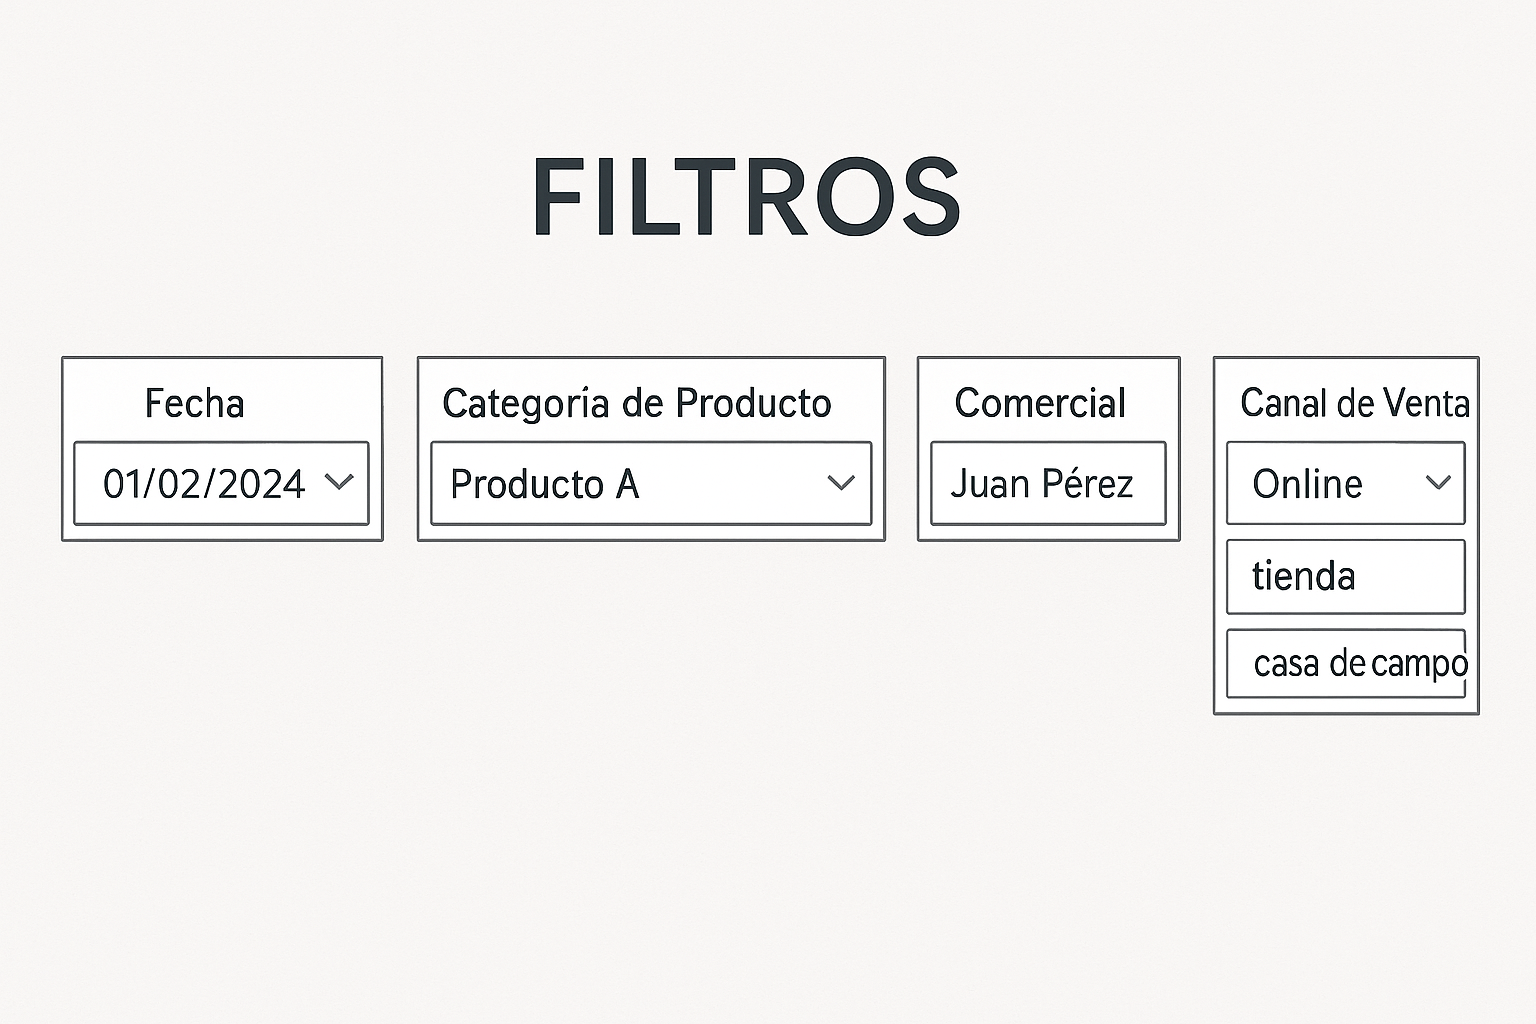 FILTROS
Fecha
01/02/2024
Categoría de Producto
Producto A
Comercial
Juan Pérez
Canal de Venta
Online
tienda
casa de campo